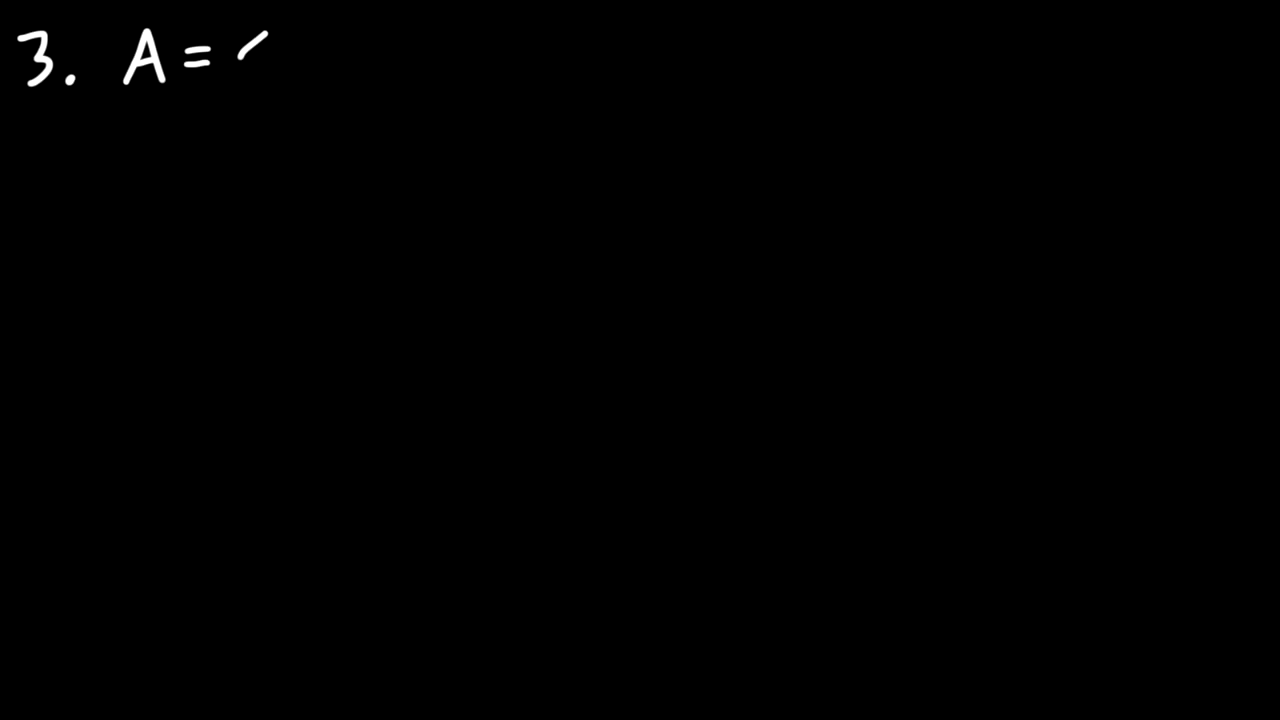 3. A =